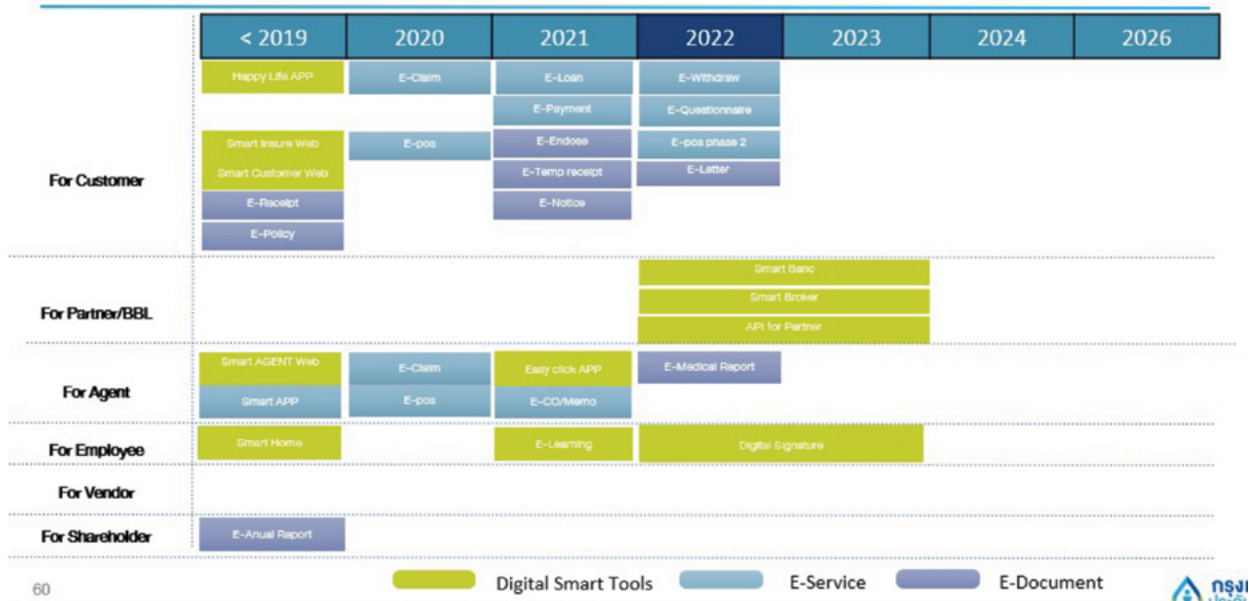 < 2019 2020 2021 2022 2023 2024 2026
Happy Life APP E-Claim E-Loan E-Withdraw
E-Payment E-Questionnaire
Smart Insure Web E-pos E-Endose E-pos phase 2
For Customer Smart Customer Web E-Temp receipt E-Letter
E-Receipt E-Notice
E-Policy
Smart Banc
For Partner/BBL Smart Broker
API for Partner
Smart AGENT Web E-Claim Easy click APP E-Medical Report
For Agent Smart APP E-pos E-CO/Memo
For Employee Smart Home E-Learning Digital Signature
For Vendor
For Shareholder E-Anual Report
60 Digital Smart Tools E-Service E-Document